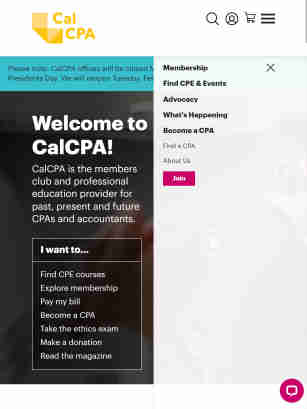 Cal
CPA
Please note: CalCPA offices will be closed
Presidents Day. We will reopen Tuesday, Feb
Membership
Find CPE & Events
Advocacy
What's Happening
Become a CPA
Find a CPA
About Us
Join
Welcome to
CalCPA!
CalCPA is the members
club and professional
education provider for
past, present and future
CPAs and accountants.
I want to...
Find CPE courses
Explore membership
Pay my bill
Become a CPA
Take the ethics exam
Make a donation
Read the magazine